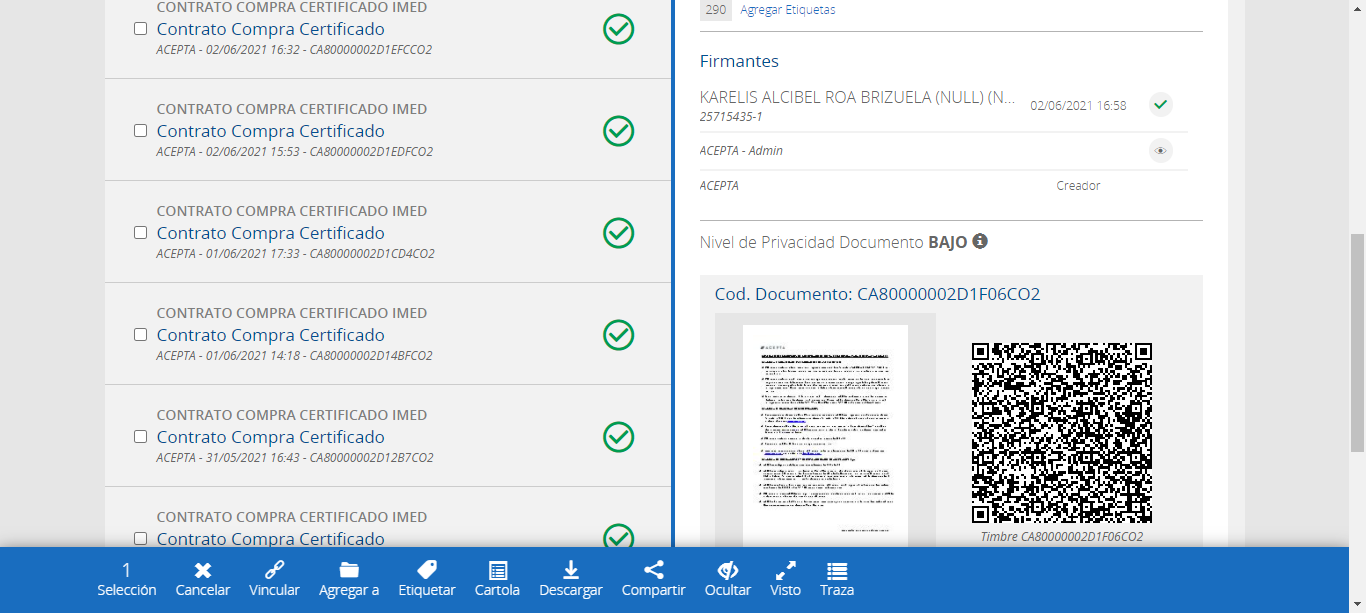 CONTRATO COMPRA CERTIFICADO IMED
Contrato Compra Certificado
ACEPTA - 02/06/2021 16:32 - CA80000002D1EFCCO2
CONTRATO COMPRA CERTIFICADO IMED
Contrato Compra Certificado
ACEPTA - 02/06/2021 15:53 - CA80000002D1EDFCO2
CONTRATO COMPRA CERTIFICADO IMED
Contrato Compra Certificado
ACEPTA - 01/06/2021 17:33 - CA80000002D1CD4CO2
CONTRATO COMPRA CERTIFICADO IMED
Contrato Compra Certificado
ACEPTA - 01/06/2021 14:18 - CA80000002D14BFCO2
CONTRATO COMPRA CERTIFICADO IMED
Contrato Compra Certificado
ACEPTA - 31/05/2021 16:43 - CA80000002D12B7CO2
CONTRATO COMPRA CERTIFICADO IMED
Contrato Compra Certificado
290 Agregar Etiquetas
Firmantes
KARELIS ALCIBEL ROA BRIZUELA (NULL) (N... 02/06/2021 16:58
25715435-1
ACEPTA - Admin
ACEPTA Creador
Nivel de Privacidad Documento BAJO
Cod. Documento: CA80000002D1F06CO2
ACEPTA
Timbre CA80000002D1F06CO2
1 Selección
Cancelar
Vincular
Agregar a
Etiquetar
Cartola
Descargar
Compartir
Ocultar
Visto
Traza